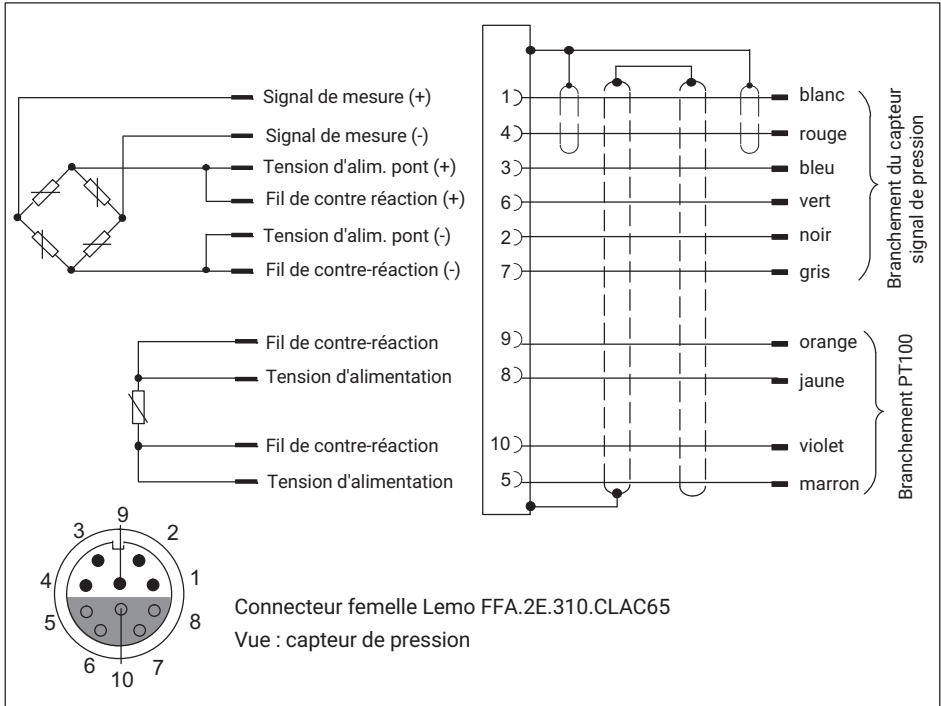 Signal de mesure (+)
Signal de mesure (-)
Tension d'alim. pont (+)
Fil de contre réaction (+)
Tension d'alim. pont (-)
Fil de contre-réaction (-)
1 blanc
4 rouge
3 bleu
6 vert
2 noir
7 gris
Branchement du capteur
signal de pression
Fil de contre-réaction
Tension d'alimentation
Fil de contre-réaction
Tension d'alimentation
9 orange
8 jaune
10 violet
5 marron
Branchement PT100
9
3 2
4 1
5 8
6 7
10
Connecteur femelle Lemo FFA.2E.310.CLAC65
Vue : capteur de pression